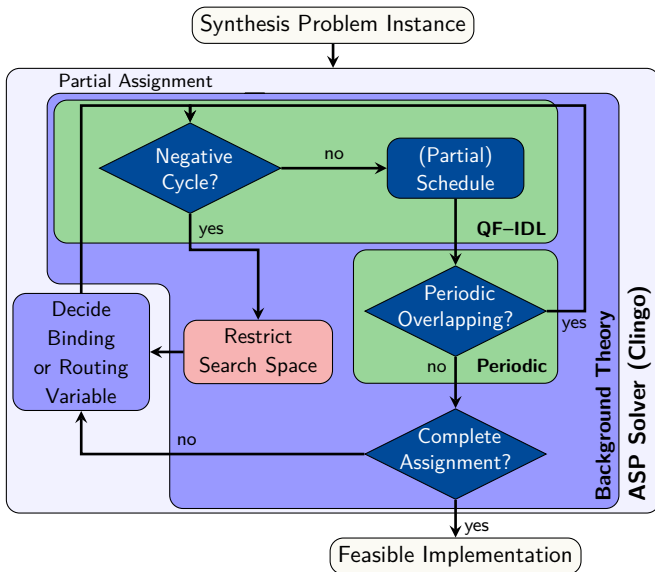 Synthesis Problem Instance
Partial Assignment
Negative
Cycle?
no
(Partial)
Schedule
yes
QF–IDL
Decide
Binding
or Routing
Variable
Restrict
Search Space
Periodic
Overlapping?
yes
no
Periodic
no
Complete
Assignment?
Background Theory
ASP Solver (Clingo)
yes
Feasible Implementation